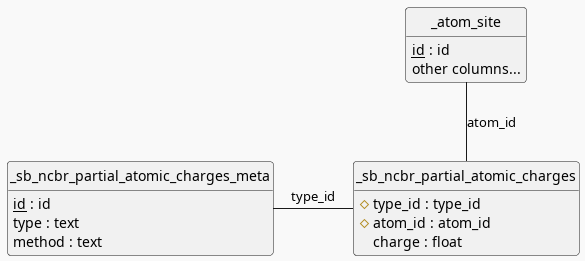 _atom_site
id : id
other columns...
atom_id
_sb_ncbr_partial_atomic_charges_meta
id : id
type : text
method : text
type_id
_sb_ncbr_partial_atomic_charges
type_id : type_id
atom_id : atom_id
charge : float